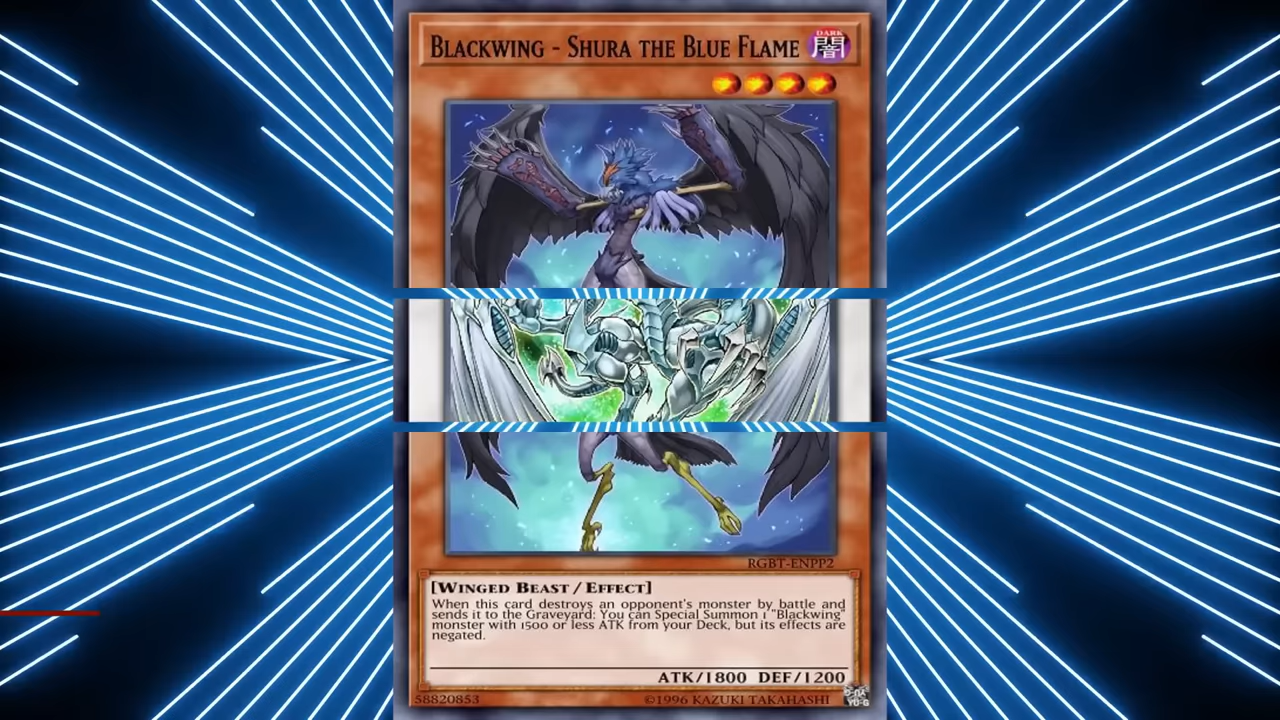 BLACKWING - SHURA THE BLUE FLAME
DARK
闇
RGBT-ENPP2
[WINGED BEAST / EFFECT]
When this card destroys an opponent's monster by battle and
sends it to the Graveyard: You can Special Summon 1 "Blackwing"
monster with 1500 or less ATK from your Deck, but its effects are
negated.
ATK/1800 DEF/1200
58820853
©1996 KAZUKI TAKAHASHI